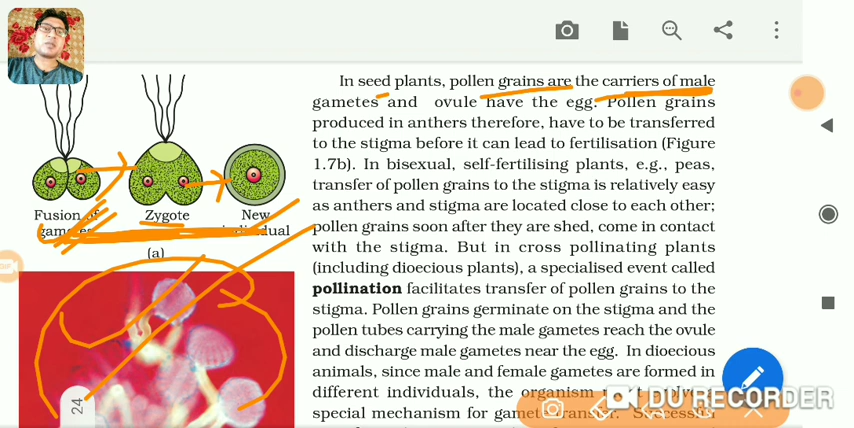 In seed plants, pollen grains are the carriers of male
gametes and ovule have the egg. Pollen grains
produced in anthers therefore, have to be transferred
to the stigma before it can lead to fertilisation (Figure
1.7b). In bisexual, self-fertilising plants, e.g., peas,
transfer of pollen grains to the stigma is relatively easy
as anthers and stigma are located close to each other;
pollen grains soon after they are shed, come in contact
with the stigma. But in cross pollinating plants
(including dioecious plants), a specialised event called
pollination facilitates transfer of pollen grains to the
stigma. Pollen grains germinate on the stigma and the
pollen tubes carrying the male gametes reach the ovule
and discharge male gametes near the egg. In dioecious
animals, since male and female gametes are formed in
different individuals, the organism
special mechanism for gamete transfer. Successful
Fusion of
gametes
Zygote
New
individual
(a)
24
DU RECORDER